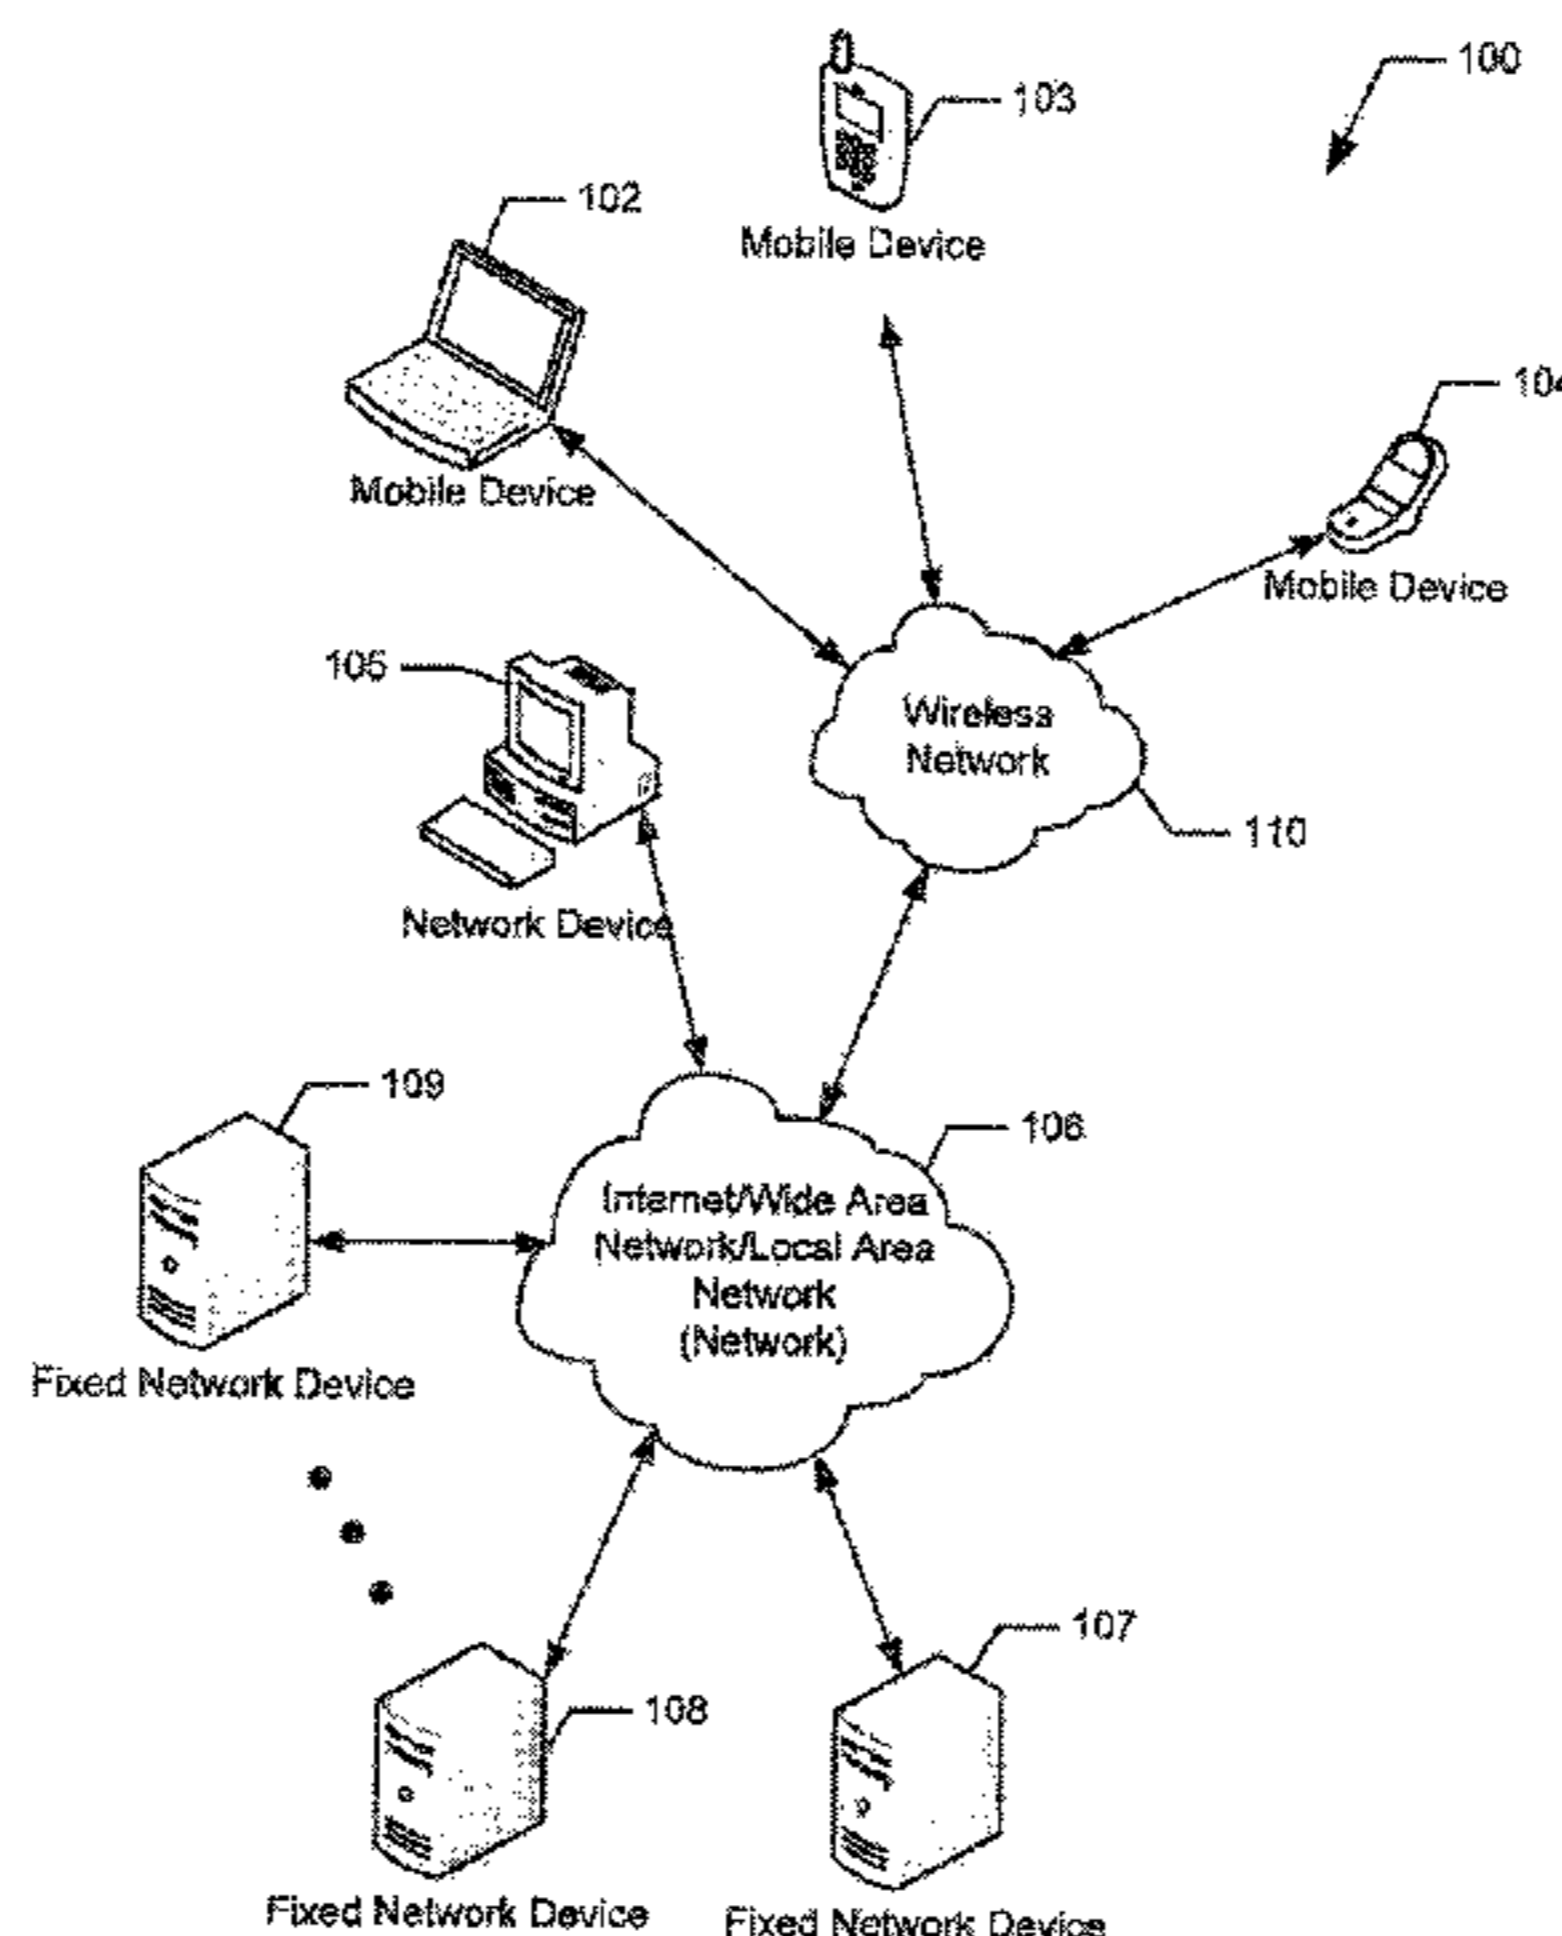 100
103
102
Mobile Device
104
Mobile Device
Mobile Device
105
Wireless
Network
110
Network Device
109
106
Internet/Wide Area
Network/Local Area
Network
(Network)
Fixed Network Device
107
108
Fixed Network Device
Fixed Network Device